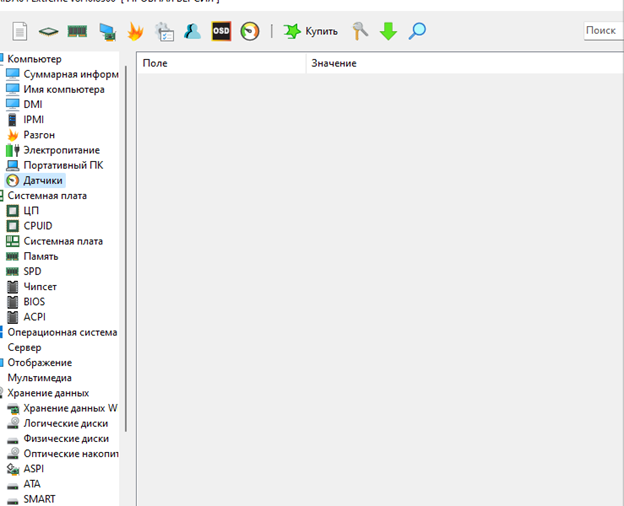 OSD
Купить
Поиск
Компьютер
Суммарная информ
Имя компьютера
DMI
IPMI
Разгон
Электропитание
Портативный ПК
Датчики
Системная плата
ЦП
CPUID
Системная плата
Память
SPD
Чипсет
BIOS
ACPI
Операционная система
Сервер
Отображение
Мультимедиа
Хранение данных
Хранение данных W
Логические диски
Физические диски
Оптические накопит
ASPI
ATA
SMART
Поле
Значение